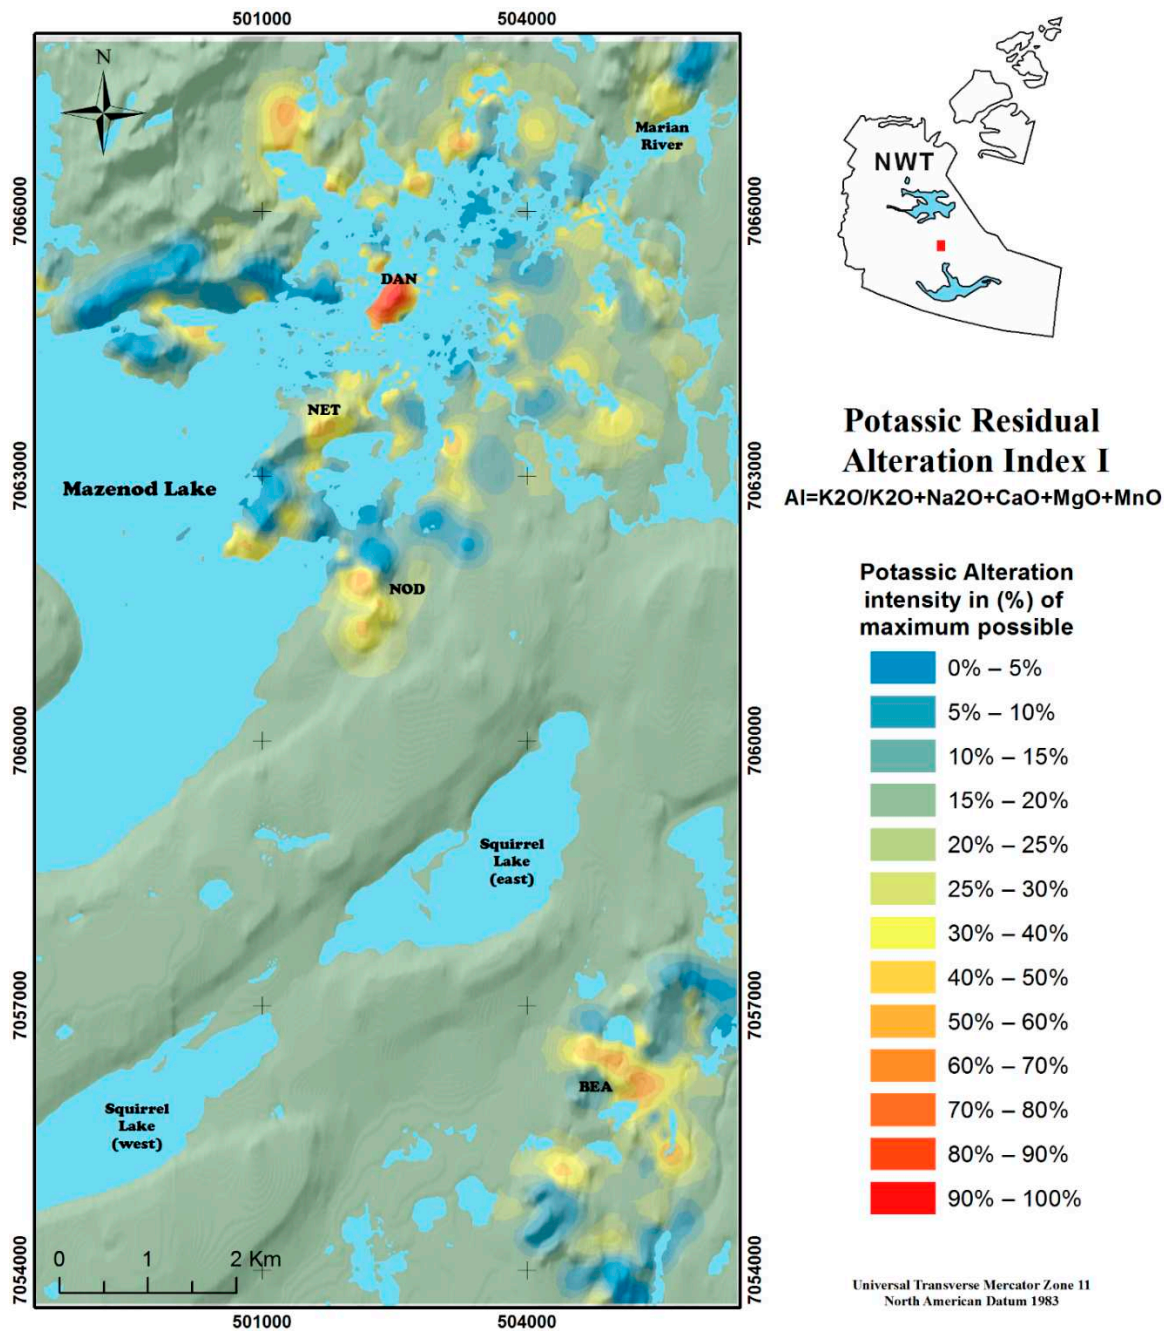 501000
504000
N
Marian
River
7066000
7066000
DAN
NET
7063000
7063000
Mazenod Lake
NOD
7060000
7060000
Squirrel
Lake
(east)
7057000
7057000
BEA
Squirrel
Lake
(west)
0 1 2 Km
7054000
7054000
501000
504000
NWT
Potassic Residual
Alteration Index I
AI=K2O/K2O+Na2O+CaO+MgO+MnO
Potassic Alteration
intensity in (%) of
maximum possible
0% – 5%
5% – 10%
10% – 15%
15% – 20%
20% – 25%
25% – 30%
30% – 40%
40% – 50%
50% – 60%
60% – 70%
70% – 80%
80% – 90%
90% – 100%
Universal Transverse Mercator Zone 11
North American Datum 1983